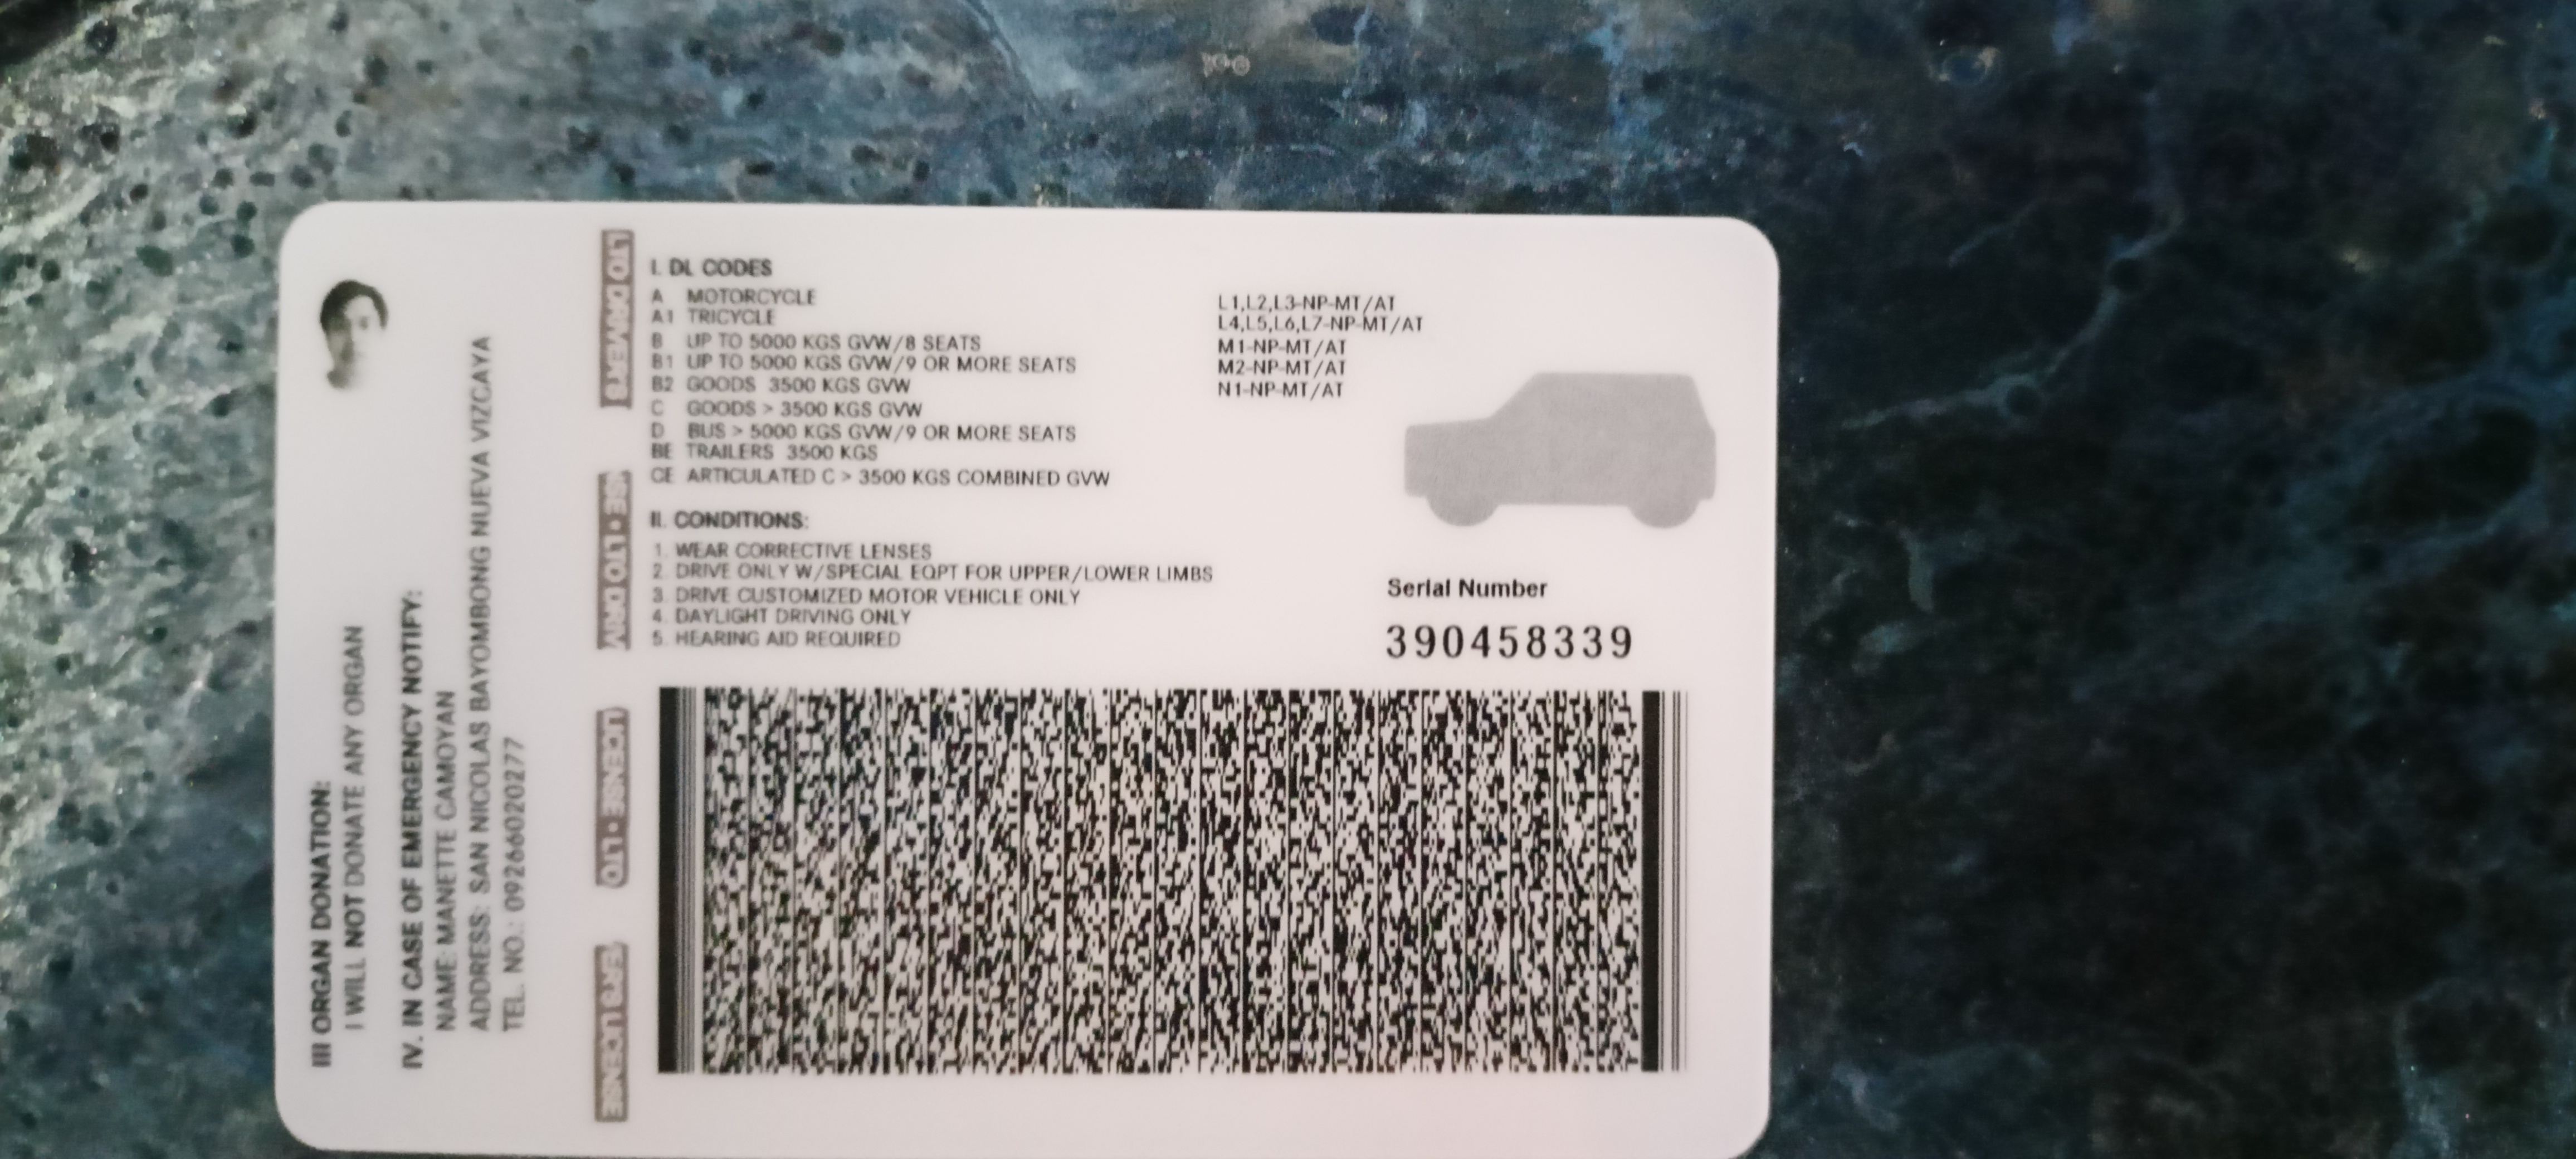 I. DL CODES
A MOTORCYCLE L1,L2,L3-NP-MT/AT
A1 TRICYCLE L4,L5,L6,L7-NP-MT/AT
B UP TO 5000 KGS GVW/8 SEATS M1-NP-MT/AT
B1 UP TO 5000 KGS GVW/9 OR MORE SEATS M2-NP-MT/AT
B2 GOODS 3500 KGS GVW N1-NP-MT/AT
C GOODS > 3500 KGS GVW
D BUS > 5000 KGS GVW/9 OR MORE SEATS
BE TRAILERS 3500 KGS
CE ARTICULATED C > 3500 KGS COMBINED GVW
II. CONDITIONS:
1. WEAR CORRECTIVE LENSES
2. DRIVE ONLY W/SPECIAL EQPT FOR UPPER/LOWER LIMBS
3. DRIVE CUSTOMIZED MOTOR VEHICLE ONLY
4. DAYLIGHT DRIVING ONLY
5. HEARING AID REQUIRED
Serial Number
390458339
III ORGAN DONATION:
I WILL NOT DONATE ANY ORGAN
IV. IN CASE OF EMERGENCY NOTIFY:
NAME: MANETTE CAMOYAN
ADDRESS: SAN NICOLAS BAYOMBONG NUEVA VIZCAYA
TEL. NO.: 09266020277
LTO DRIVER'S
NSE • LTO DRIV
LICENSE • LTO
ER'S LICENSE